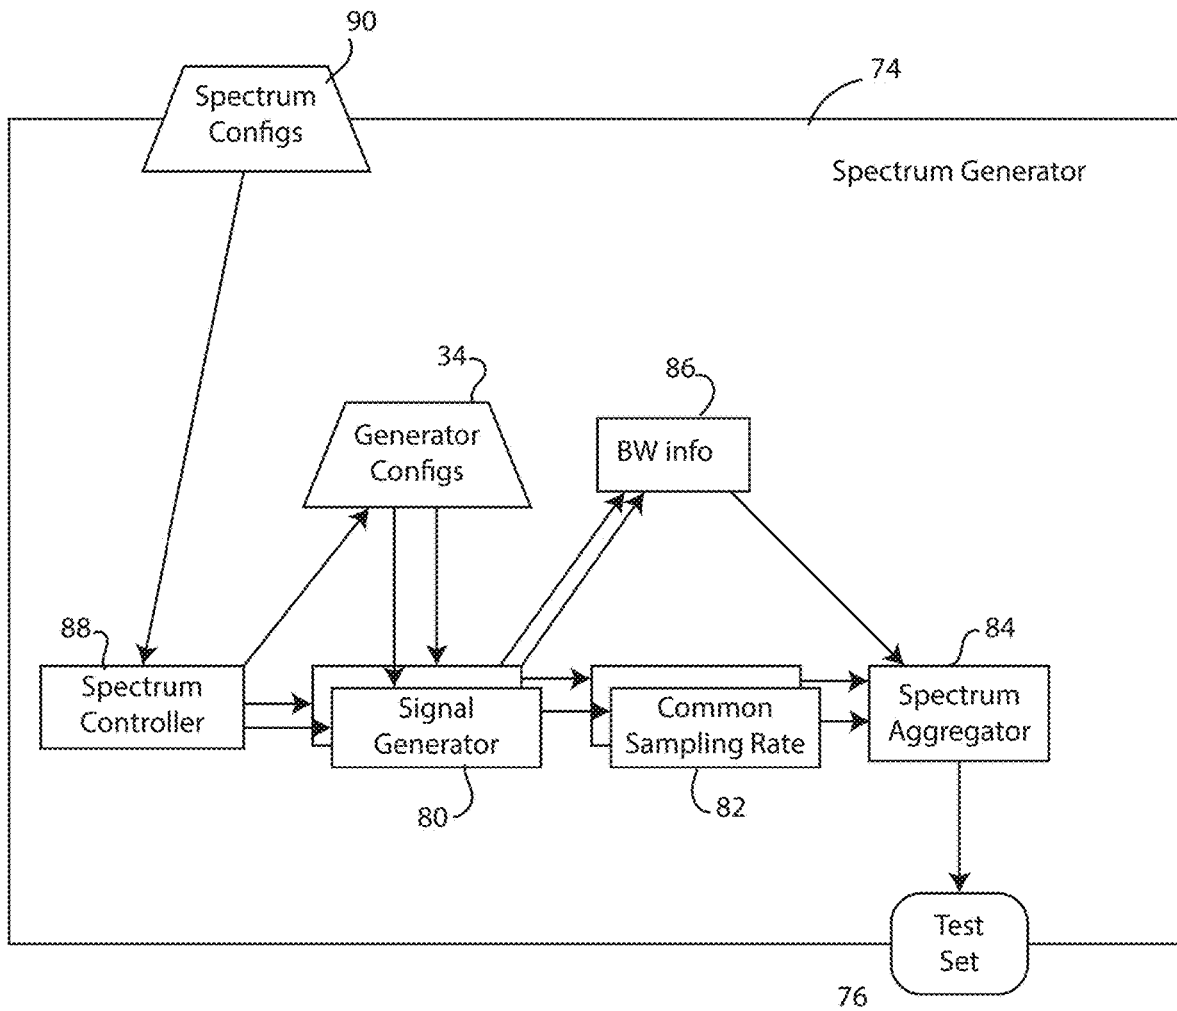 90
Spectrum
Configs
74
Spectrum Generator
34
Generator
Configs
86
BW info
88
Spectrum
Controller
Signal
Generator
80
Common
Sampling Rate
82
84
Spectrum
Aggregator
Test
Set
76